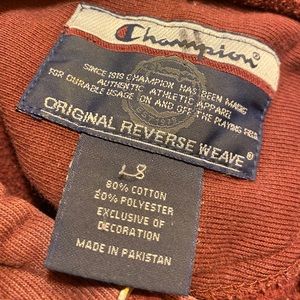 Champion
SINCE 1919 CHAMPION HAS BEEN MAKING
AUTHENTIC ATHLETIC APPAREL
FOR DURABLE USAGE ON AND OFF THE PLAYING FIELD
ORIGINAL REVERSE WEAVE®
80% COTTON
20% POLYESTER
EXCLUSIVE OF
DECORATION
MADE IN PAKISTAN